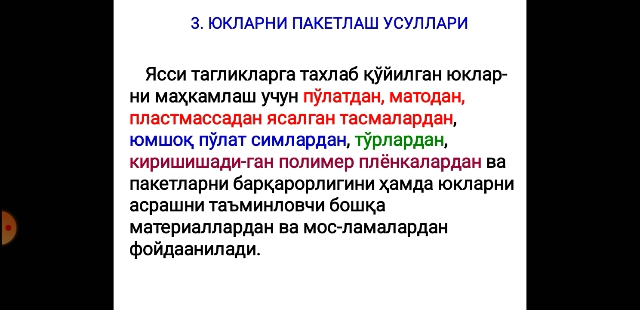 3. ЮКЛАРНИ ПАКЕТЛАШ УСУЛЛАРИ
Ясси тагликларга тахлаб қўйилган юклар-
ни маҳкамлаш учун пўлатдан, матодан,
пластмассадан ясалган тасмалардан,
юмшоқ пўлат симлардан, тўрлардан,
киришишади-ган полимер плёнкалардан ва
пакетларни барқарорлигини ҳамда юкларни
асрашни таъминловчи бошқа
материаллардан ва мос-ламалардан
фойдаанилади.